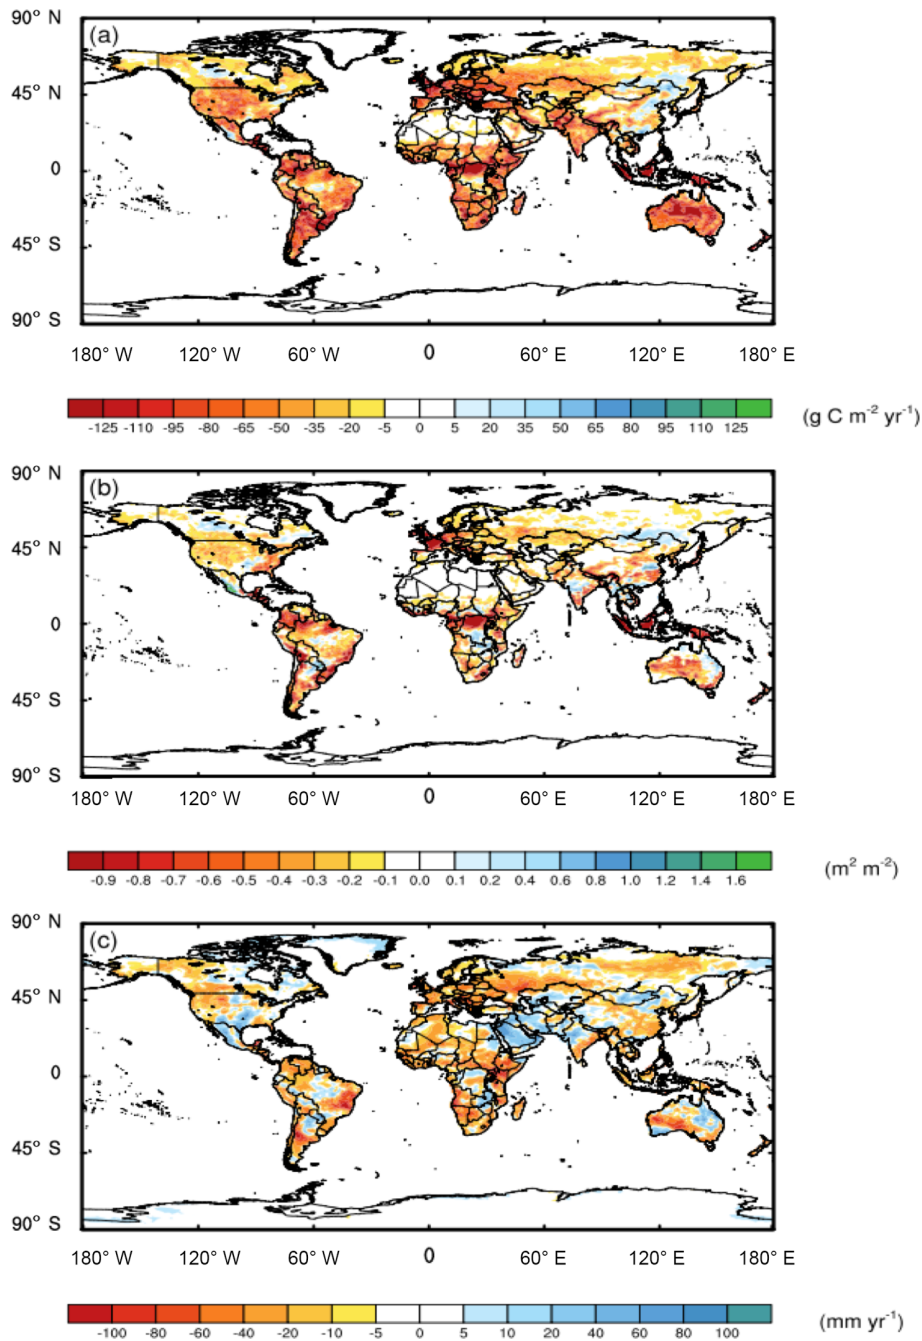 90° N
(a)
45° N
0
45° S
90° S
180° W 120° W 60° W 0 60° E 120° E 180° E
-125 -110 -95 -80 -65 -50 -35 -20 -5 0 5 20 35 50 65 80 95 110 125
(g C m-2 yr-1)
90° N
(b)
45° N
0
45° S
90° S
180° W 120° W 60° W 0 60° E 120° E 180° E
-0.9 -0.8 -0.7 -0.6 -0.5 -0.4 -0.3 -0.2 -0.1 0.0 0.1 0.2 0.4 0.6 0.8 1.0 1.2 1.4 1.6
(m2 m-2)
90° N
(c)
45° N
0
45° S
90° S
180° W 120° W 60° W 0 60° E 120° E 180° E
-100 -80 -60 -40 -20 -10 -5 0 5 10 20 40 60 80 100
(mm yr-1)